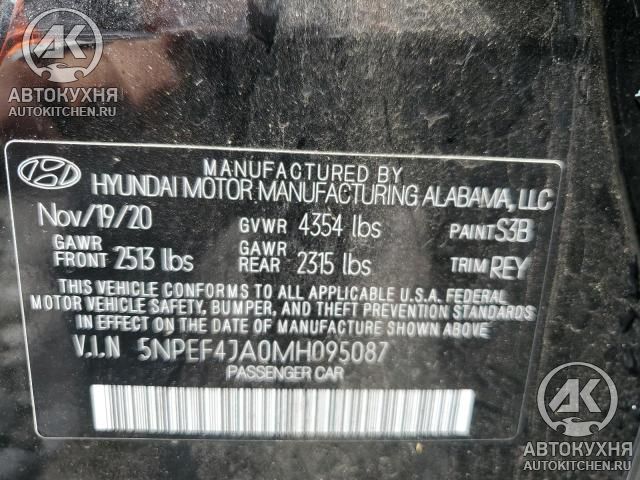 AK
АВТОКУХНЯ
AUTOKITCHEN.RU
MANUFACTURED BY
HYUNDAI MOTOR MANUFACTURING ALABAMA, LLC
Nov/19/20 GVWR 4354 lbs PAINT S3B
GAWR FRONT 2513 lbs GAWR REAR 2315 lbs TRIM REY
THIS VEHICLE CONFORMS TO ALL APPLICABLE U.S.A. FEDERAL
MOTOR VEHICLE SAFETY, BUMPER, AND THEFT PREVENTION STANDARDS
IN EFFECT ON THE DATE OF MANUFACTURE SHOWN ABOVE.
V.I.N 5NPEF4JA0MH095087
PASSENGER CAR
AK
АВТОКУХНЯ
AUTOKITCHEN.RU